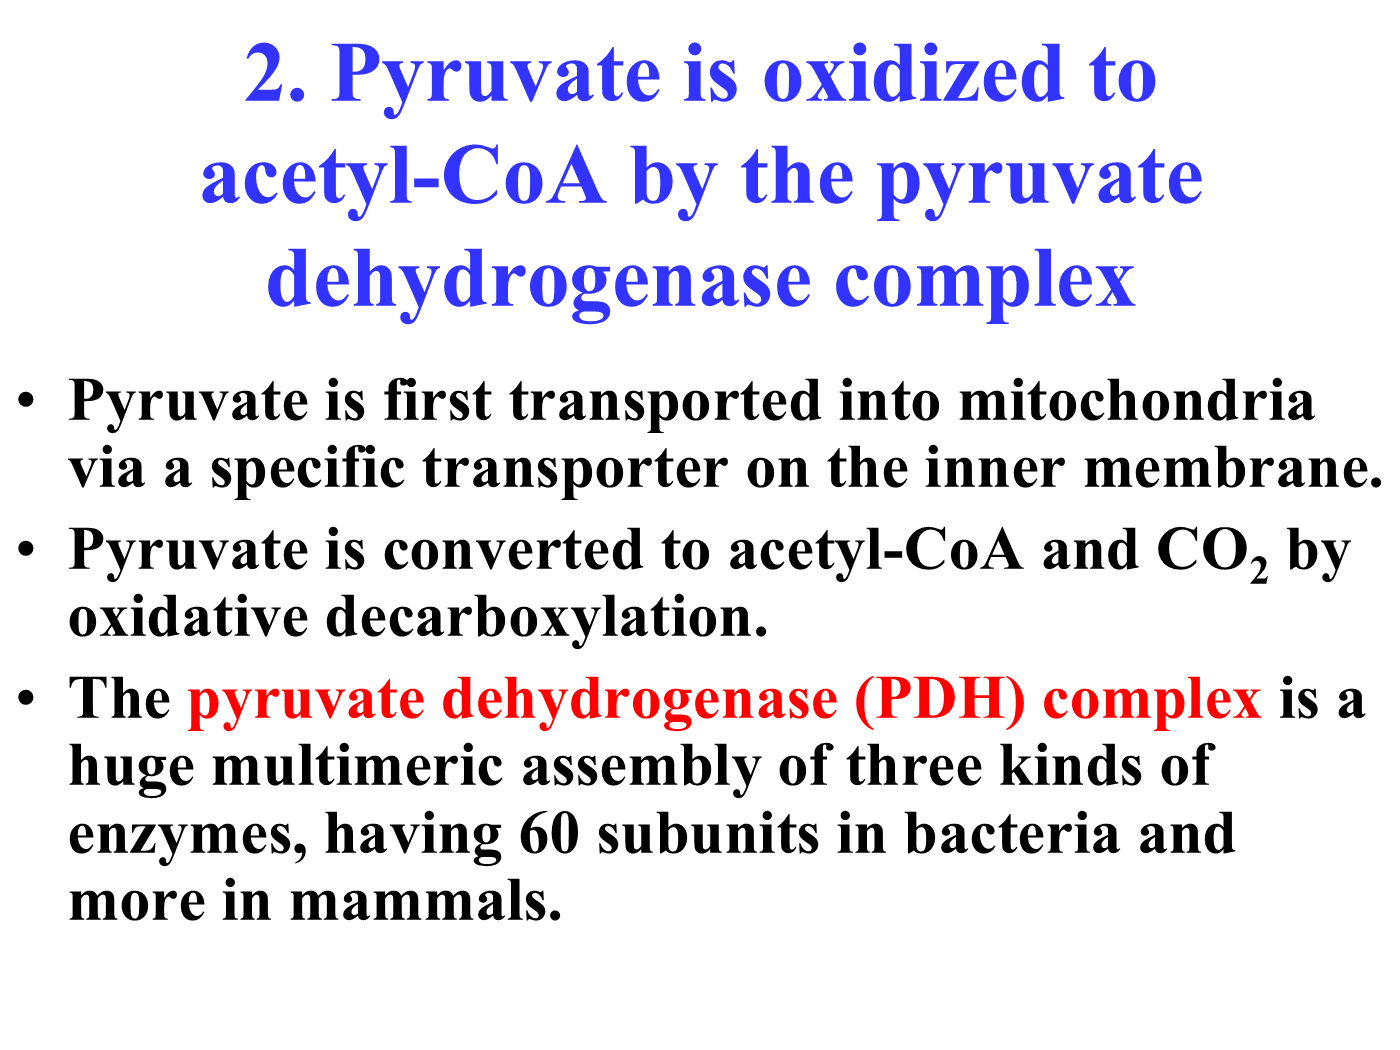 2. Pyruvate is oxidized to
acetyl-CoA by the pyruvate
dehydrogenase complex
• Pyruvate is first transported into mitochondria
via a specific transporter on the inner membrane.
• Pyruvate is converted to acetyl-CoA and CO₂ by
oxidative decarboxylation.
• The pyruvate dehydrogenase (PDH) complex is a
huge multimeric assembly of three kinds of
enzymes, having 60 subunits in bacteria and
more in mammals.